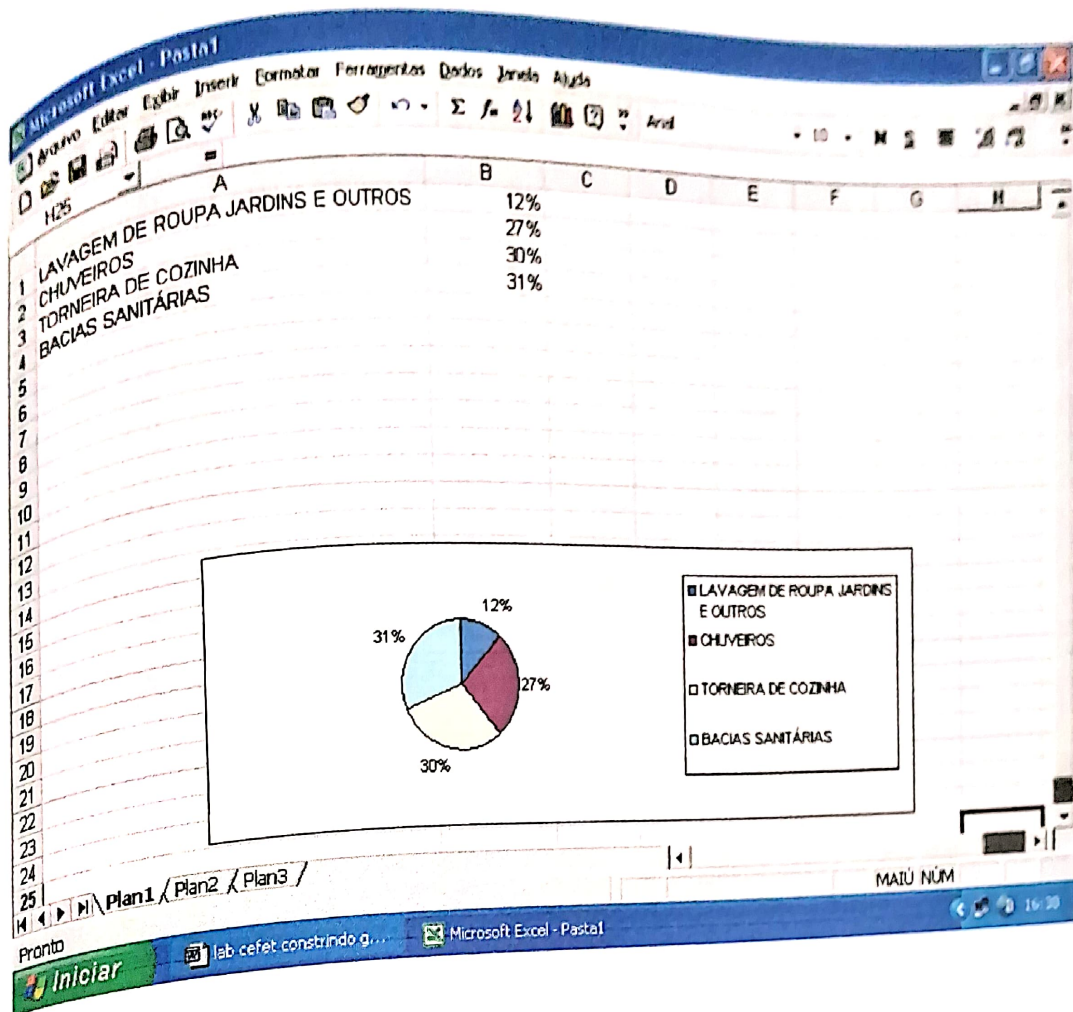 Microsoft Excel - Pasta1
Arquivo Editar Exibir Inserir Formatar Ferramentas Dados Janela Ajuda
Arial
10
N S
H25
=
A B C D E F G H
1 LAVAGEM DE ROUPA JARDINS E OUTROS 12%
2 CHUVEIROS 27%
3 TORNEIRA DE COZINHA 30%
4 BACIAS SANITÁRIAS 31%
5
6
7
8
9
10
11
12
13
14
15
16
17
18
19
20
21
22
23
24
25
12%
27%
30%
31%
LAVAGEM DE ROUPA JARDINS
E OUTROS
CHUVEIROS
TORNEIRA DE COZINHA
BACIAS SANITÁRIAS
Plan1 Plan2 Plan3
Pronto
MAIÚ NÚM
Iniciar
lab cefet constrindo g...
Microsoft Excel - Pasta1
16:30